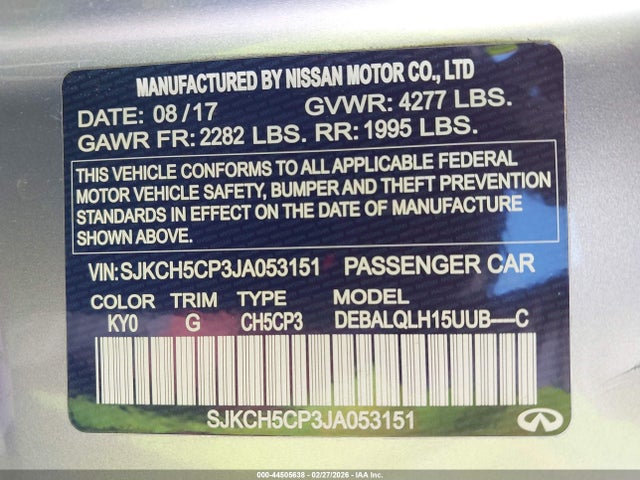 MANUFACTURED BY NISSAN MOTOR CO., LTD
DATE: 08 / 17 GVWR: 4277 LBS.
GAWR FR: 2282 LBS. RR: 1995 LBS.
THIS VEHICLE CONFORMS TO ALL APPLICABLE FEDERAL
MOTOR VEHICLE SAFETY, BUMPER AND THEFT PREVENTION
STANDARDS IN EFFECT ON THE DATE OF MANUFACTURE
SHOWN ABOVE.
VIN: SJKCH5CP3JA053151 PASSENGER CAR
COLOR TRIM TYPE MODEL
KY0 G CH5CP3 DEBALQLH15UUB-----C
SJKCH5CP3JA053151
000-44505638 - 02/27/2026 - IAA Inc.